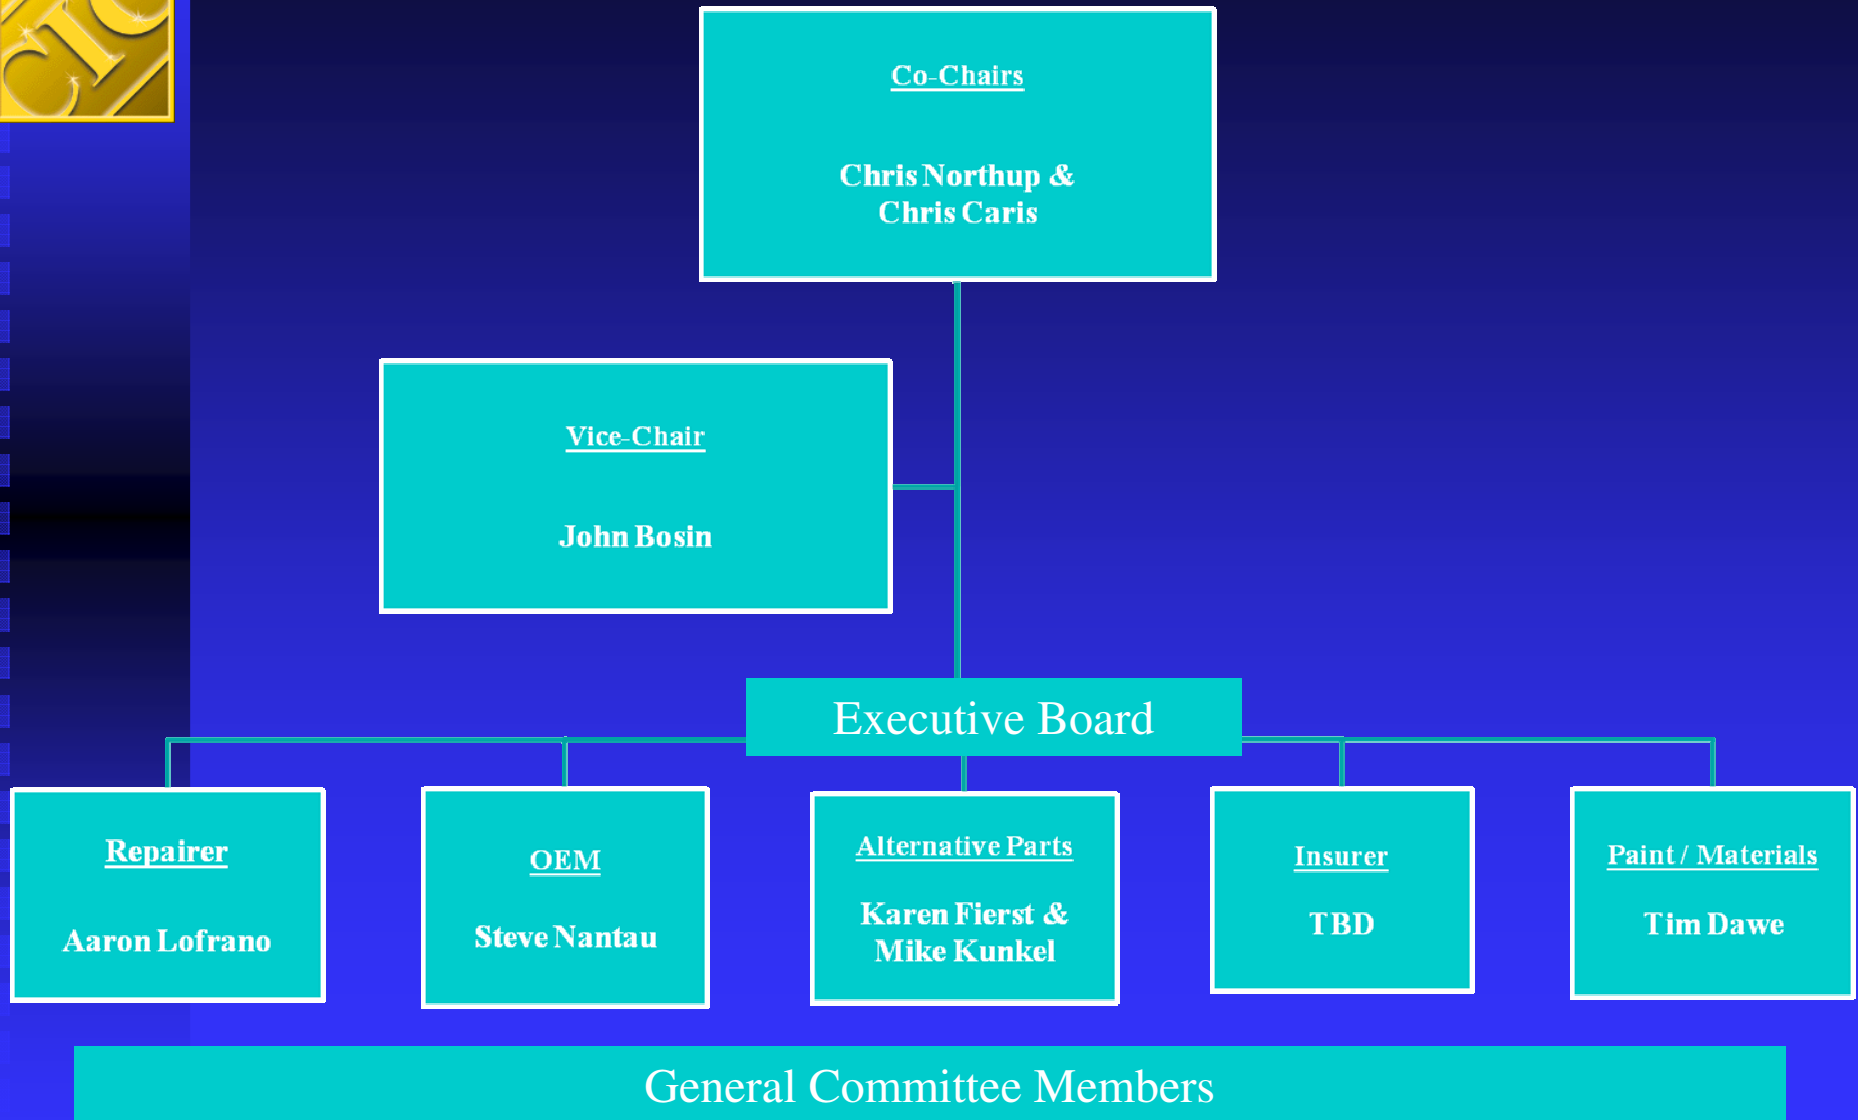 CIC
Co-Chairs
Chris Northup &
Chris Caris
Vice-Chair
John Bosin
Executive Board
Repairer
Aaron Lofrano
OEM
Steve Nantau
Alternative Parts
Karen Fierst &
Mike Kunkel
Insurer
TBD
Paint / Materials
Tim Dawe
General Committee Members